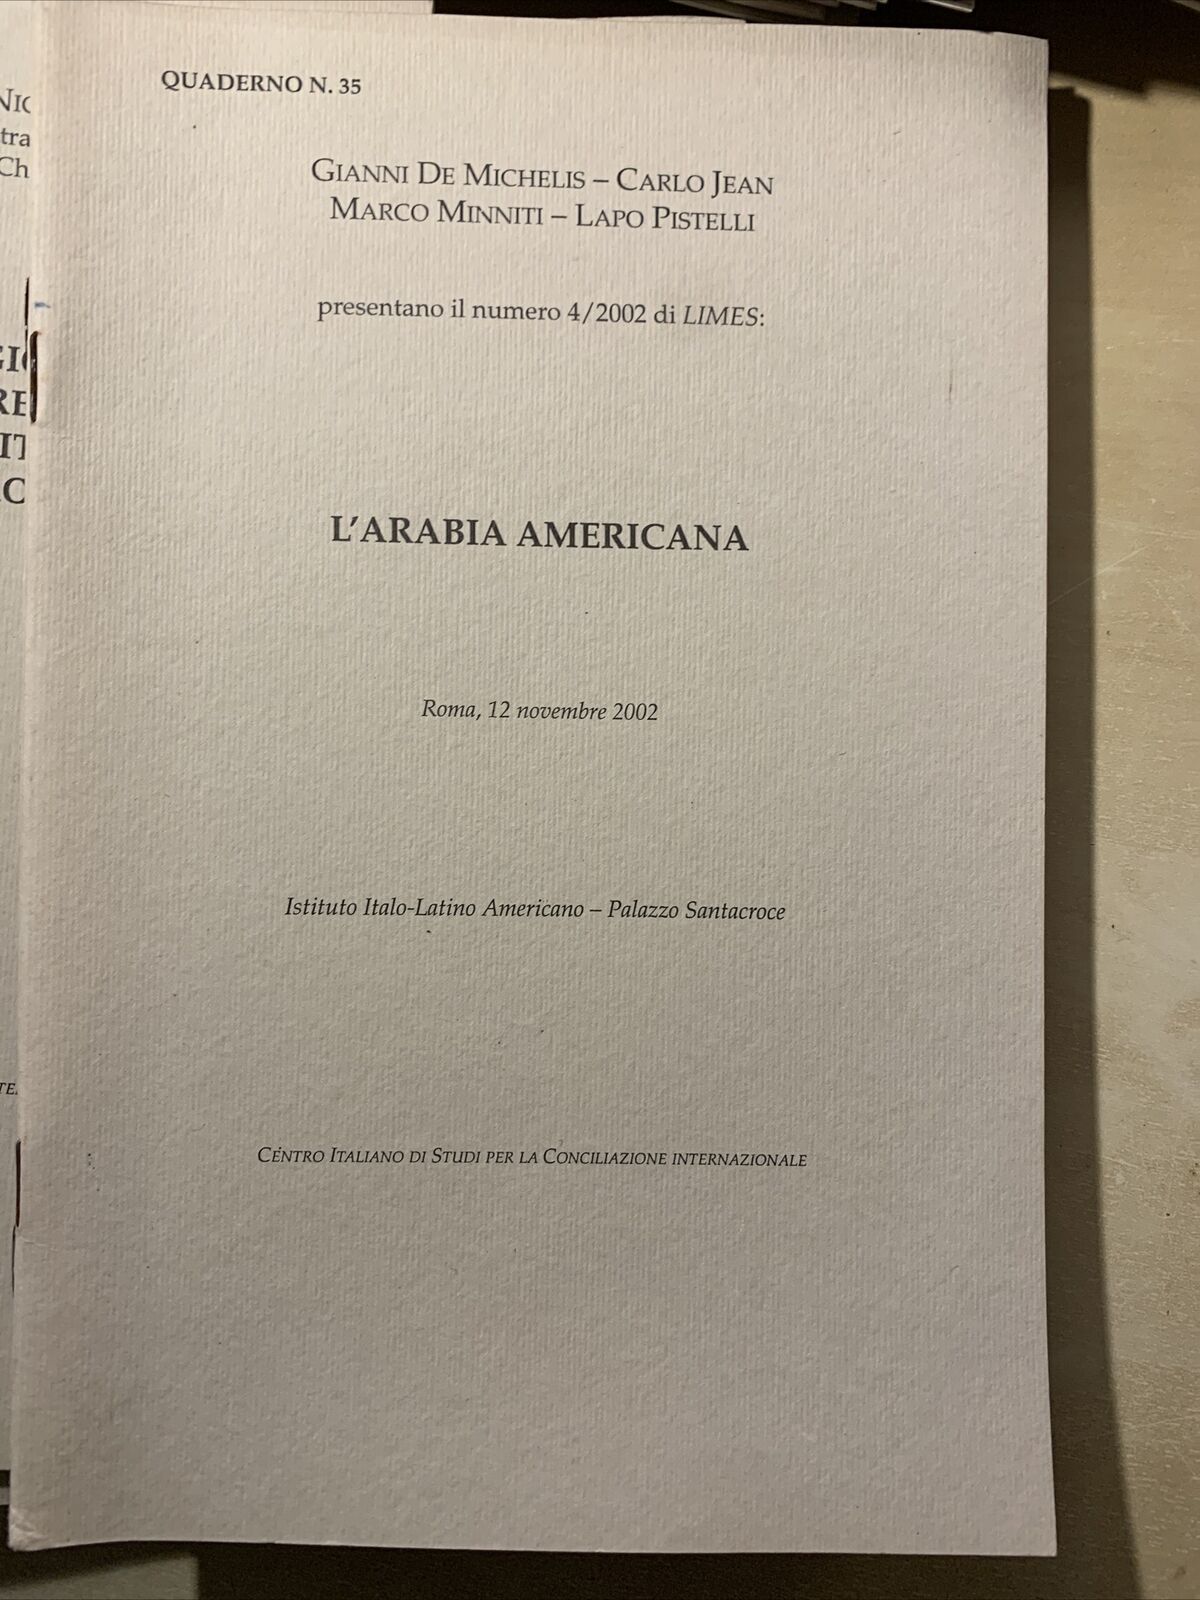 QUADERNO N. 35
GIANNI DE MICHELIS – CARLO JEAN
MARCO MINNITI – LAPO PISTELLI
presentano il numero 4/2002 di LIMES:
L'ARABIA AMERICANA
Roma, 12 novembre 2002
Istituto Italo-Latino Americano – Palazzo Santacroce
CENTRO ITALIANO DI STUDI PER LA CONCILIAZIONE INTERNAZIONALE